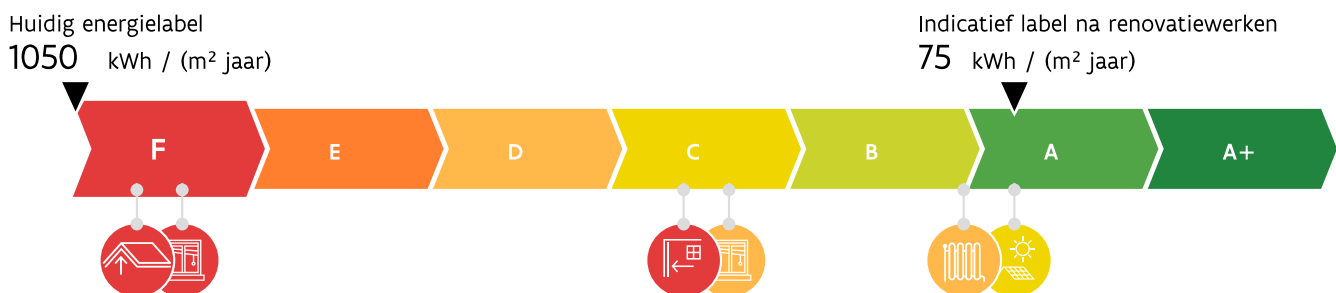 Huidig energielabel
1050 kWh / (m² jaar)
Indicatief label na renovatiewerken
75 kWh / (m² jaar)
F E D C B A A+